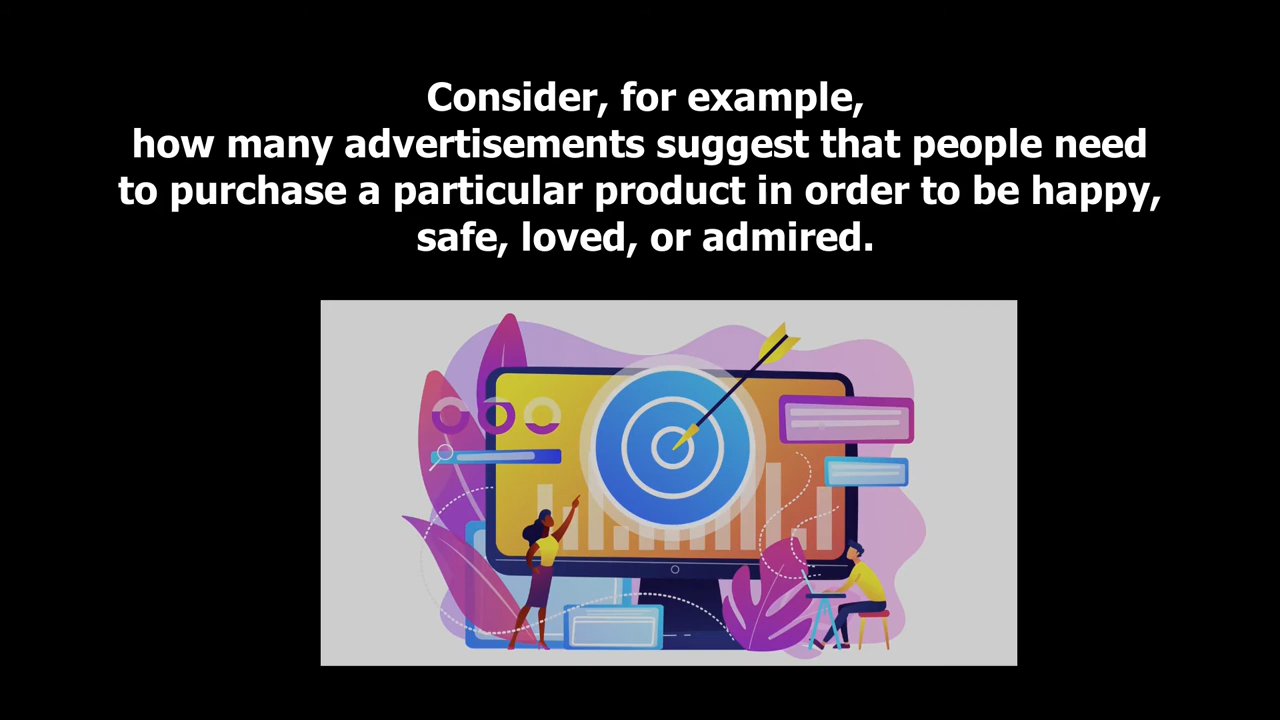 Consider, for example,
how many advertisements suggest that people need
to purchase a particular product in order to be happy,
safe, loved, or admired.